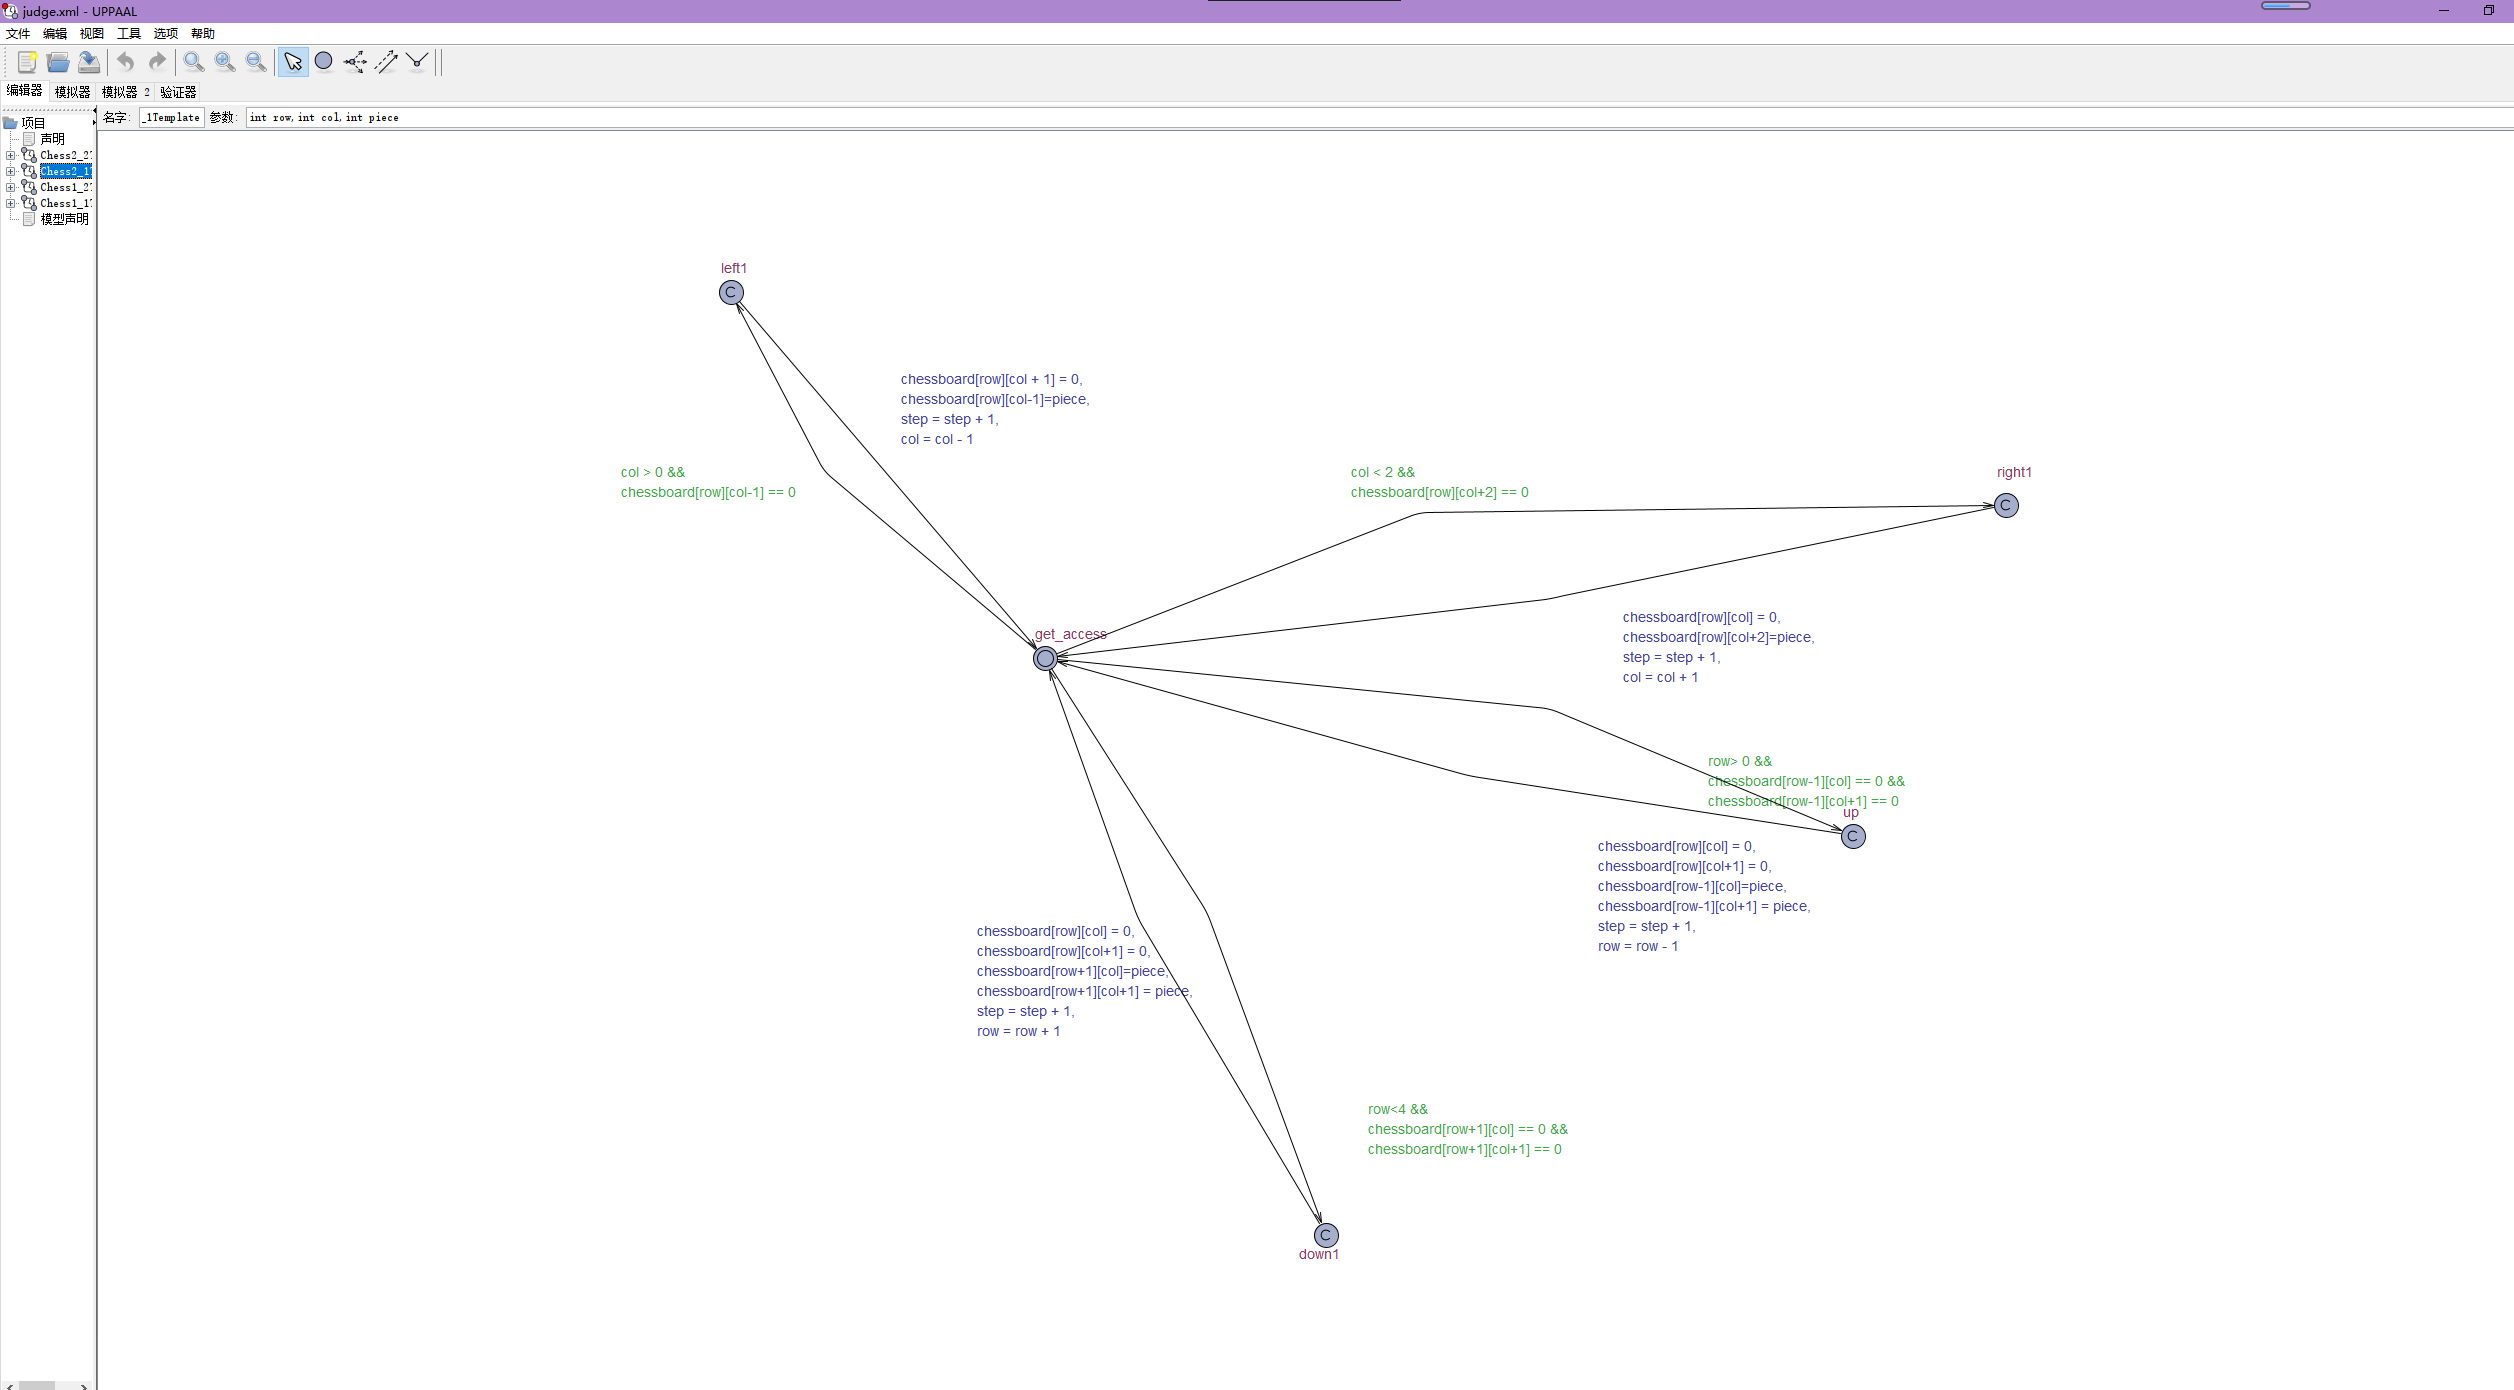 judge.xml - UPPAAL
文件 编辑 视图 工具 选项 帮助
编辑器 模拟器 模拟器 2 验证器
项目
声明
Chess2_2
Chess2_1
Chess1_2
Chess1_1
模型声明
名字: _1Template 参数: int row,int col,int piece
left1
C
chessboard[row][col + 1] = 0,
chessboard[row][col-1]=piece,
step = step + 1,
col = col - 1
col > 0 &&
chessboard[row][col-1] == 0
col < 2 &&
chessboard[row][col+2] == 0
right1
C
get_access
chessboard[row][col] = 0,
chessboard[row][col+2]=piece,
step = step + 1,
col = col + 1
row> 0 &&
chessboard[row-1][col] == 0 &&
chessboard[row-1][col+1] == 0
up
C
chessboard[row][col] = 0,
chessboard[row][col+1] = 0,
chessboard[row-1][col]=piece,
chessboard[row-1][col+1] = piece,
step = step + 1,
row = row - 1
chessboard[row][col] = 0,
chessboard[row][col+1] = 0,
chessboard[row+1][col]=piece,
chessboard[row+1][col+1] = piece,
step = step + 1,
row = row + 1
row<4 &&
chessboard[row+1][col] == 0 &&
chessboard[row+1][col+1] == 0
C
down1